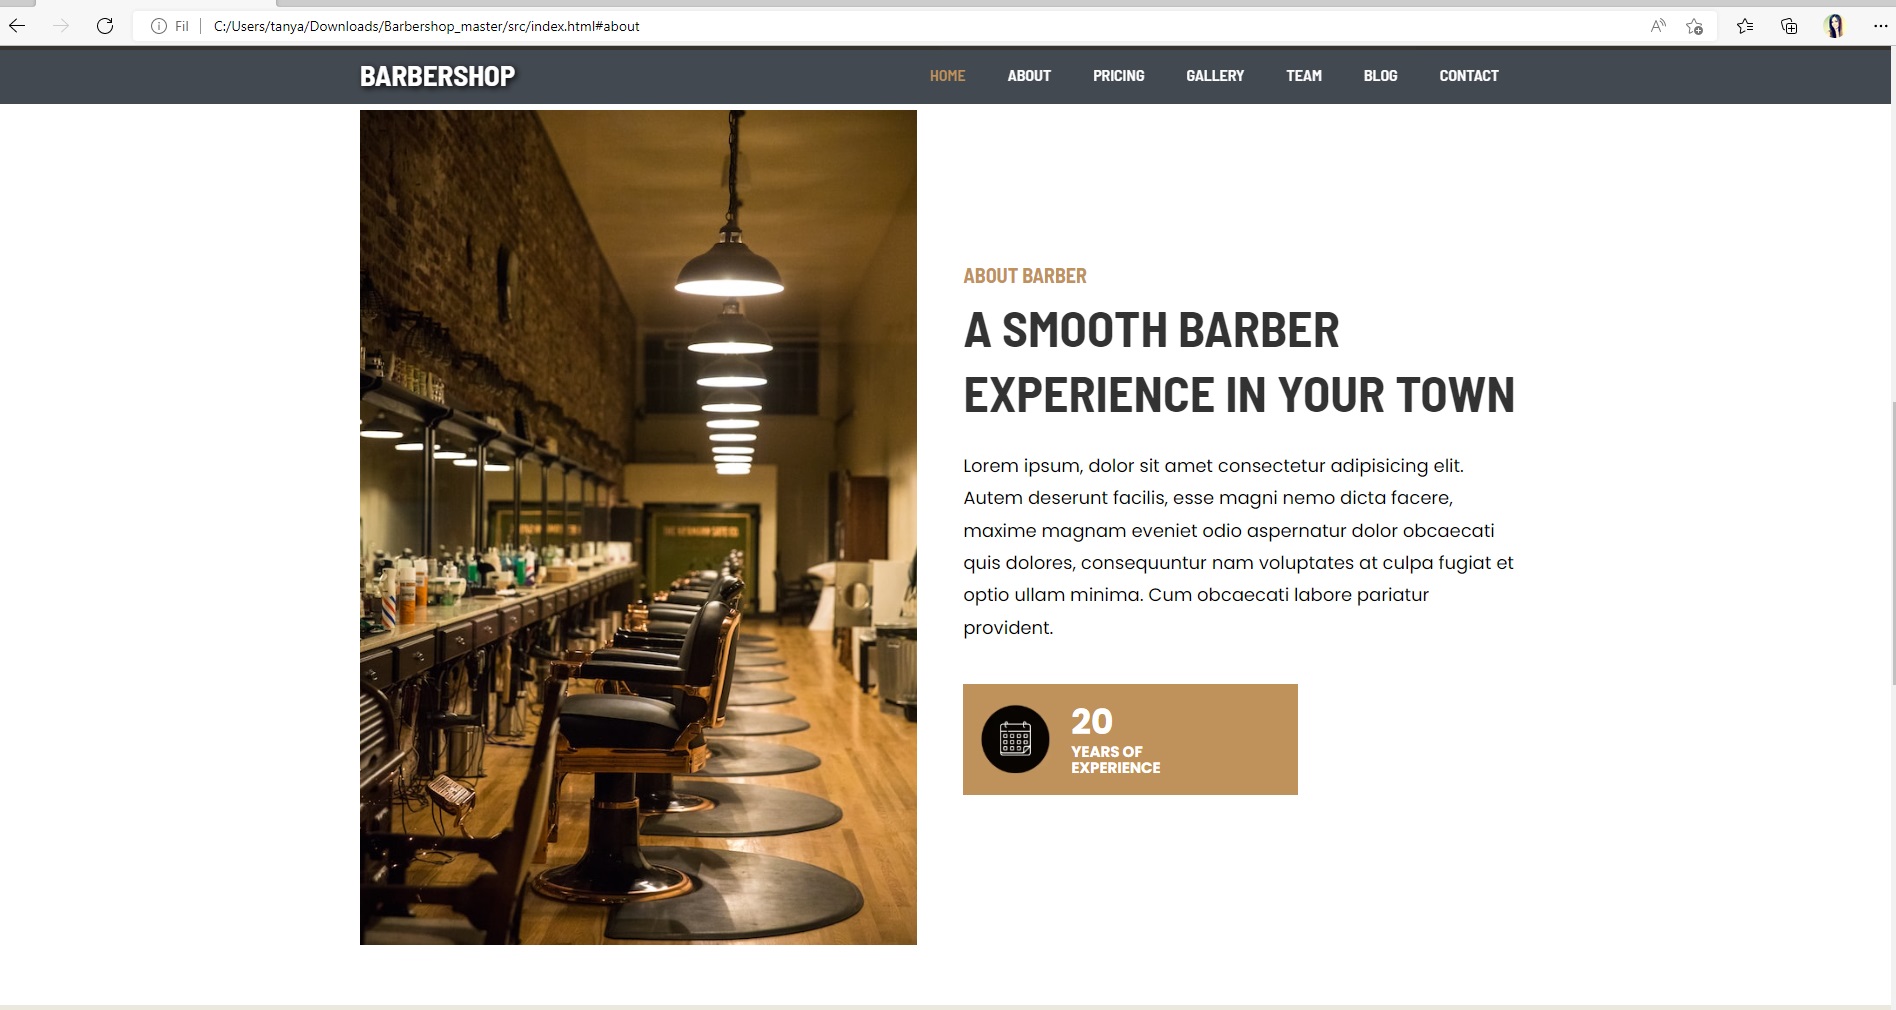 Fil
C:/Users/tanya/Downloads/Barbershop_master/src/index.html#about
BARBERSHOP
HOME ABOUT PRICING GALLERY TEAM BLOG CONTACT
ABOUT BARBER
A SMOOTH BARBER
EXPERIENCE IN YOUR TOWN
Lorem ipsum, dolor sit amet consectetur adipisicing elit.
Autem deserunt facilis, esse magni nemo dicta facere,
maxime magnam eveniet odio aspernatur dolor obcaecati
quis dolores, consequuntur nam voluptates at culpa fugiat et
optio ullam minima. Cum obcaecati labore pariatur
provident.
20
YEARS OF
EXPERIENCE